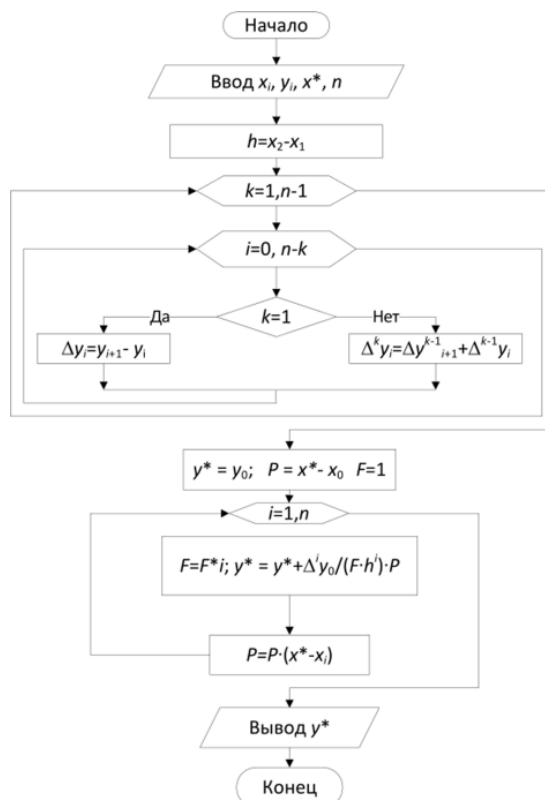 Начало
Ввод xᵢ, yᵢ, x*, n
h=x₂-x₁
k=1,n-1
i=0, n-k
Да
k=1
Нет
Δyᵢ=yᵢ₊₁- yᵢ
Δᵏyᵢ=Δyᵏ⁻¹ᵢ₊₁+Δᵏ⁻¹yᵢ
y* = y₀; P = x*- x₀ F=1
i=1,n
F=F*i; y* = y*+Δⁱy₀/(F·hⁱ)·P
P=P·(x*-xᵢ)
Вывод y*
Конец